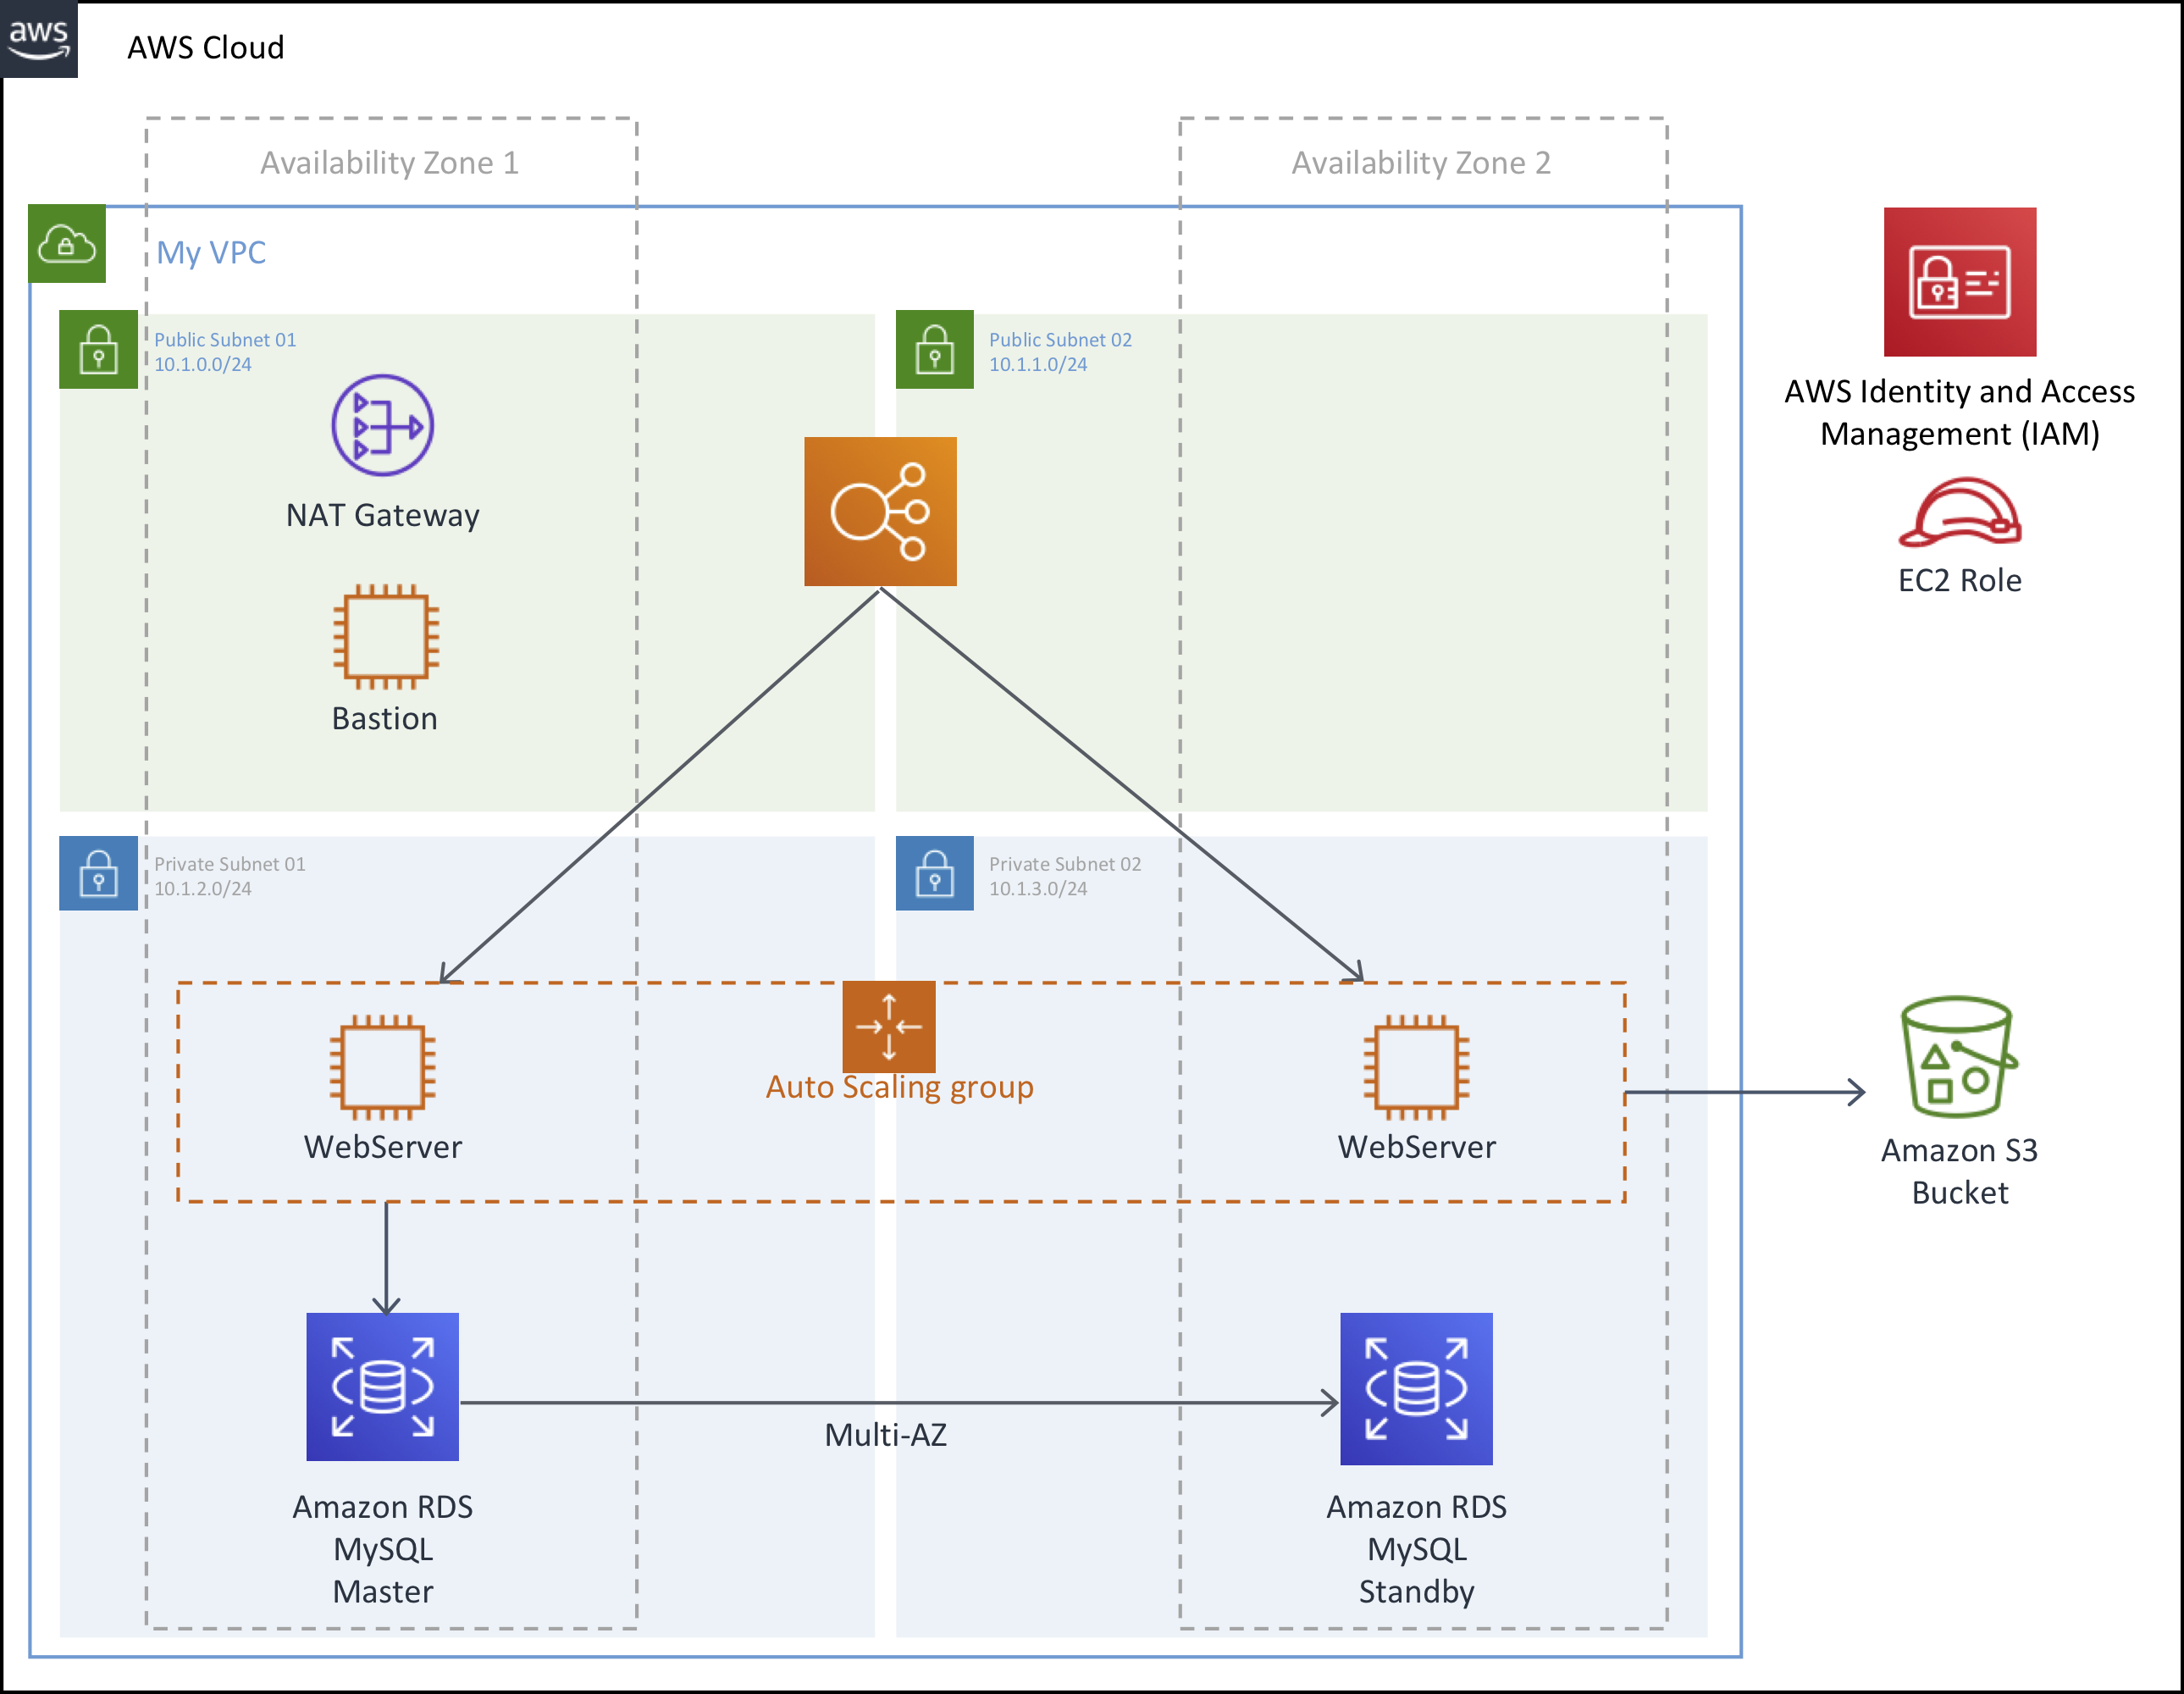 aws
AWS Cloud
Availability Zone 1
Availability Zone 2
My VPC
Public Subnet 01
10.1.0.0/24
Public Subnet 02
10.1.1.0/24
NAT Gateway
Bastion
AWS Identity and Access
Management (IAM)
EC2 Role
Private Subnet 01
10.1.2.0/24
Private Subnet 02
10.1.3.0/24
Auto Scaling group
WebServer
WebServer
Amazon S3
Bucket
Multi-AZ
Amazon RDS
MySQL
Master
Amazon RDS
MySQL
Standby